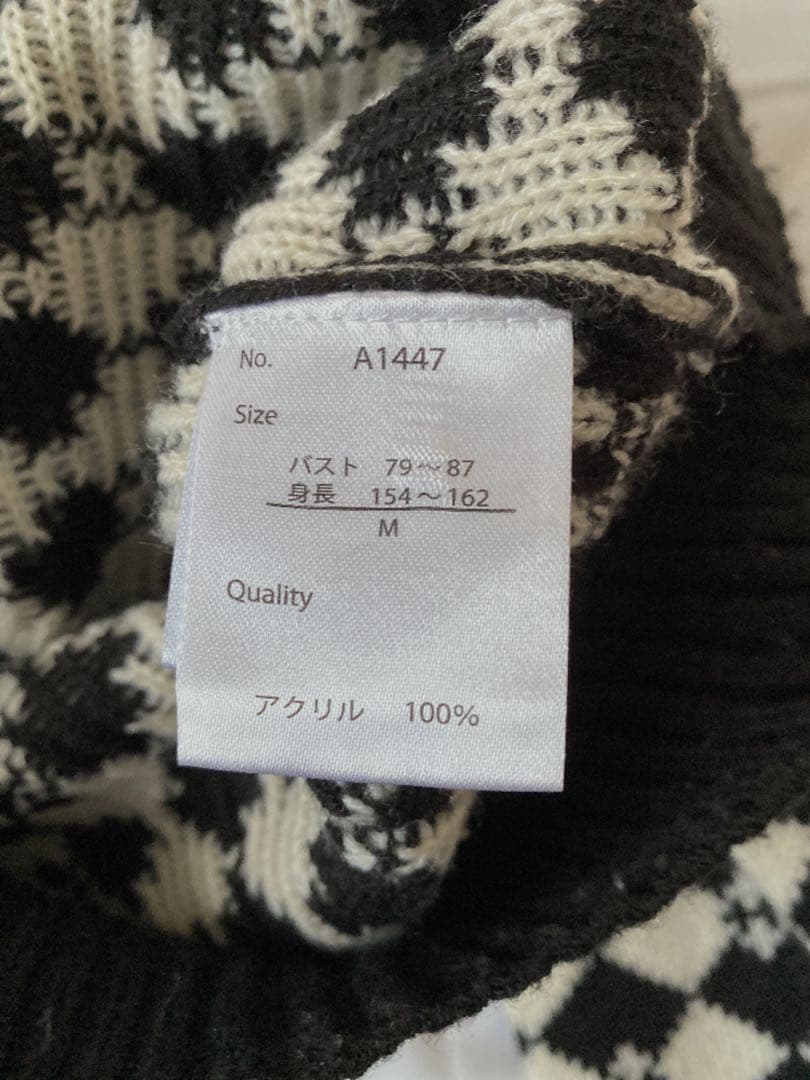 No. A1447
Size
バスト 79～87
身長 154～162
M
Quality
アクリル 100%